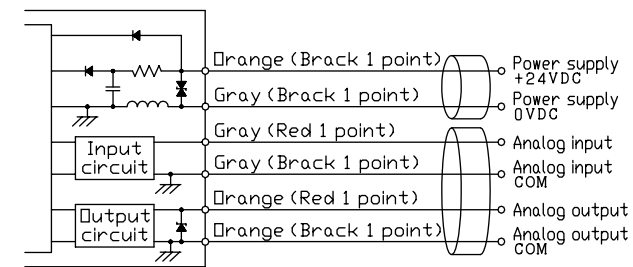 Orange (Brack 1 point)
Power supply
+24VDC
Gray (Brack 1 point)
Power supply
0VDC
Gray (Red 1 point)
Analog input
Input
circuit
Gray (Brack 1 point)
Analog input
COM
Orange (Red 1 point)
Analog output
Output
circuit
Orange (Brack 1 point)
Analog output
COM